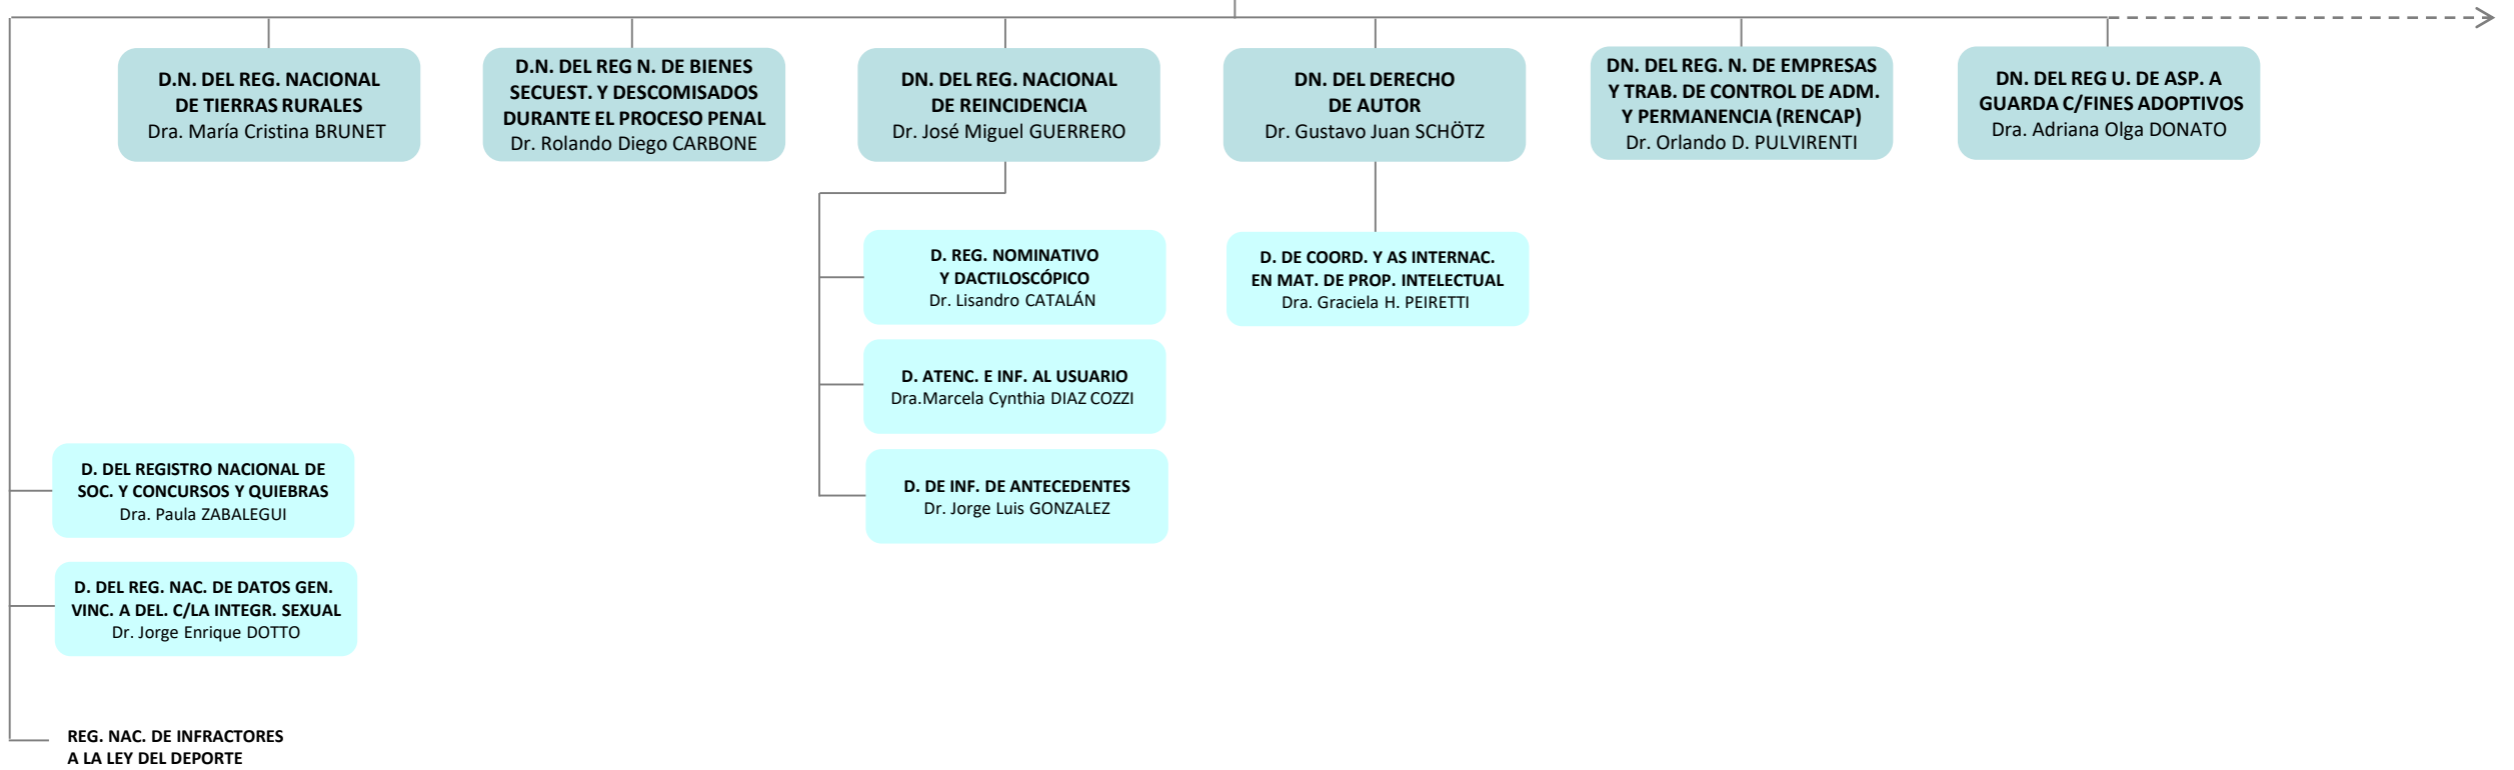 D.N. DEL REG. NACIONAL
DE TIERRAS RURALES
Dra. María Cristina BRUNET
D.N. DEL REG N. DE BIENES
SECUEST. Y DESCOMISADOS
DURANTE EL PROCESO PENAL
Dr. Rolando Diego CARBONE
DN. DEL REG. NACIONAL
DE REINCIDENCIA
Dr. José Miguel GUERRERO
DN. DEL DERECHO
DE AUTOR
Dr. Gustavo Juan SCHÖTZ
DN. DEL REG. N. DE EMPRESAS
Y TRAB. DE CONTROL DE ADM.
Y PERMANENCIA (RENCAP)
Dr. Orlando D. PULVIRENTI
DN. DEL REG U. DE ASP. A
GUARDA C/FINES ADOPTIVOS
Dra. Adriana Olga DONATO
D. REG. NOMINATIVO
Y DACTILOSCÓPICO
Dr. Lisandro CATALÁN
D. DE COORD. Y AS INTERNAC.
EN MAT. DE PROP. INTELECTUAL
Dra. Graciela H. PEIRETTI
D. ATENC. E INF. AL USUARIO
Dra.Marcela Cynthia DIAZ COZZI
D. DEL REGISTRO NACIONAL DE
SOC. Y CONCURSOS Y QUIEBRAS
Dra. Paula ZABALEGUI
D. DE INF. DE ANTECEDENTES
Dr. Jorge Luis GONZALEZ
D. DEL REG. NAC. DE DATOS GEN.
VINC. A DEL. C/LA INTEGR. SEXUAL
Dr. Jorge Enrique DOTTO
REG. NAC. DE INFRACTORES
A LA LEY DEL DEPORTE